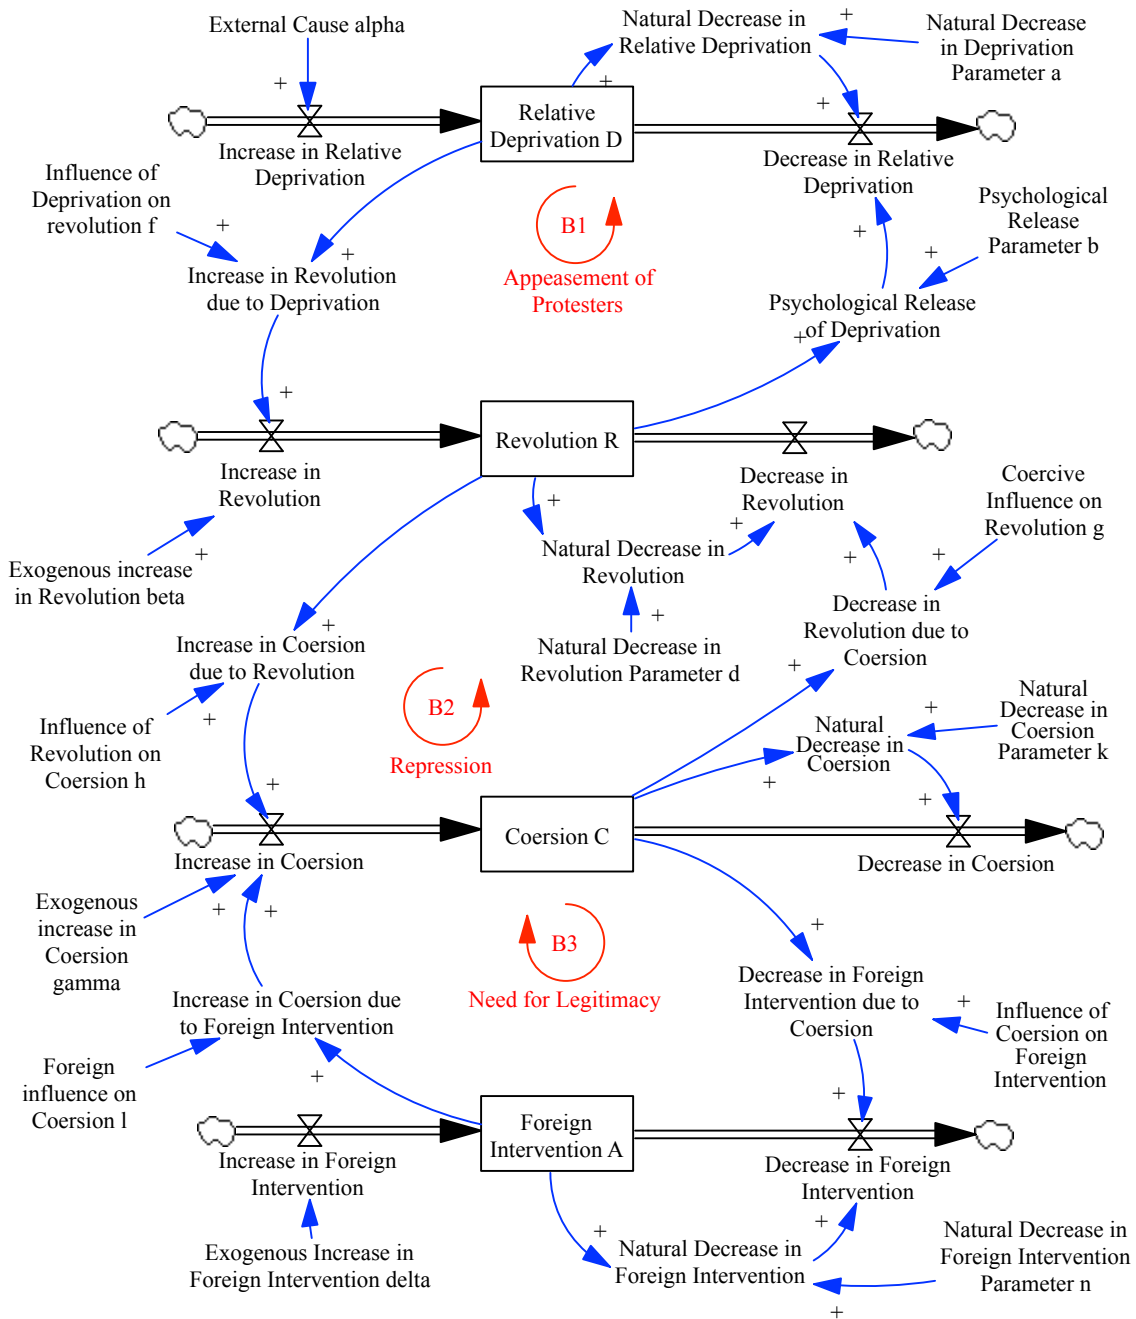 External Cause alpha
+
Natural Decrease in
Relative Deprivation
+
Natural Decrease
in Deprivation
Parameter a
+
Relative
Deprivation D
+
Increase in Relative
Deprivation
Decrease in Relative
Deprivation
Influence of
Deprivation on
revolution f
+
+
Increase in Revolution
due to Deprivation
B1
Appeasement of
Protesters
+
Psychological
Release
Parameter b
+
Psychological Release
of Deprivation
+
+
Revolution R
Increase in
Revolution
Decrease in
Revolution
Coercive
Influence on
Revolution g
+
Exogenous increase
in Revolution beta
+
Natural Decrease in
Revolution
+
+
+
Natural Decrease in
Revolution Parameter d
+
Decrease in
Revolution due to
Coersion
+
Increase in Coersion
due to Revolution
+
Influence of
Revolution on
Coersion h
B2
Repression
+
Natural
Decrease in
Coersion
+
Natural
Decrease in
Coersion
Parameter k
+
+
+
Coersion C
Increase in Coersion
Decrease in Coersion
Exogenous
increase in
Coersion
gamma
+
+
B3
Need for Legitimacy
+
Increase in Coersion due
to Foreign Intervention
Decrease in Foreign
Intervention due to
Coersion
+
Influence of
Coersion on
Foreign
Intervention
Foreign
influence on
Coersion l
+
+
Foreign
Intervention A
Increase in Foreign
Intervention
Decrease in Foreign
Intervention
Exogenous Increase in
Foreign Intervention delta
+
Natural Decrease in
Foreign Intervention
+
Natural Decrease in
Foreign Intervention
Parameter n
+